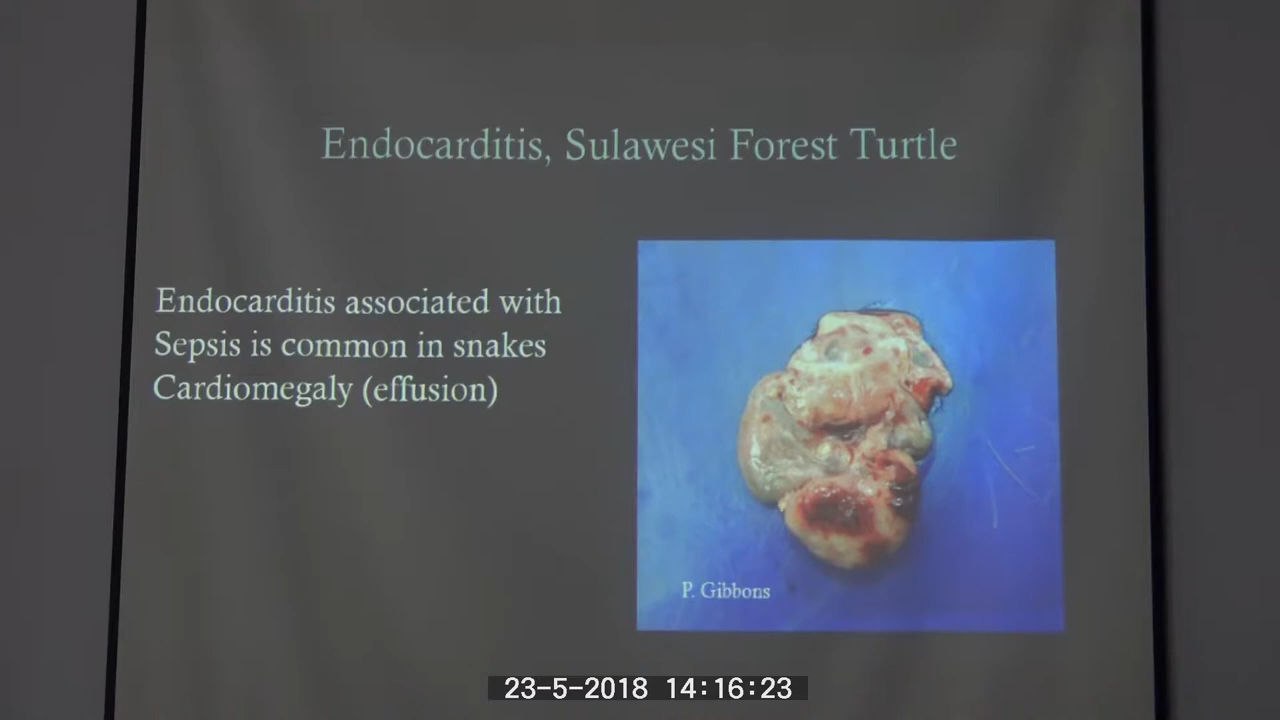 Endocarditis, Sulawesi Forest Turtle
Endocarditis associated with
Sepsis is common in snakes
Cardiomegaly (effusion)
P. Gibbons
23-5-2018 14:16:23